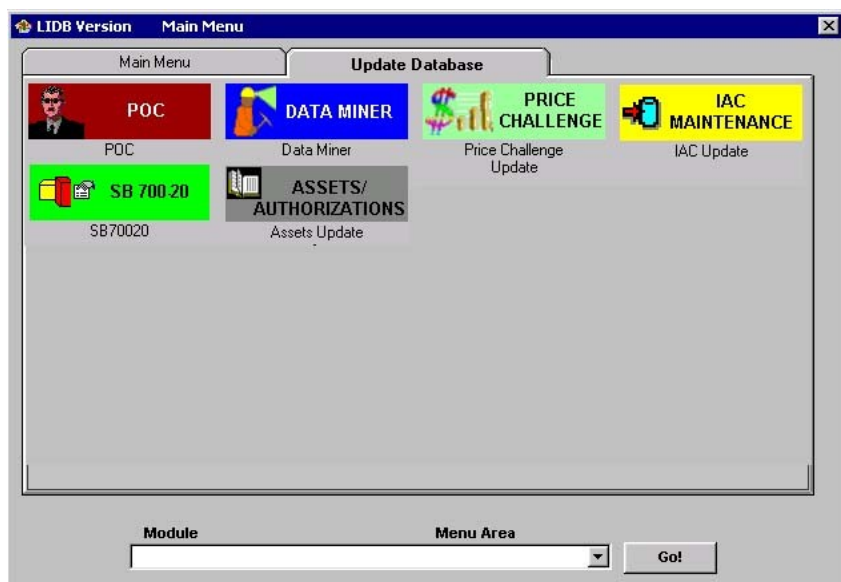 LIDB Version Main Menu
Main Menu Update Database
POC DATA MINER PRICE CHALLENGE IAC MAINTENANCE
POC Data Miner Price Challenge Update IAC Update
SB 700-20 ASSETS/ AUTHORIZATIONS
SB70020 Assets Update
Module Menu Area
Go!